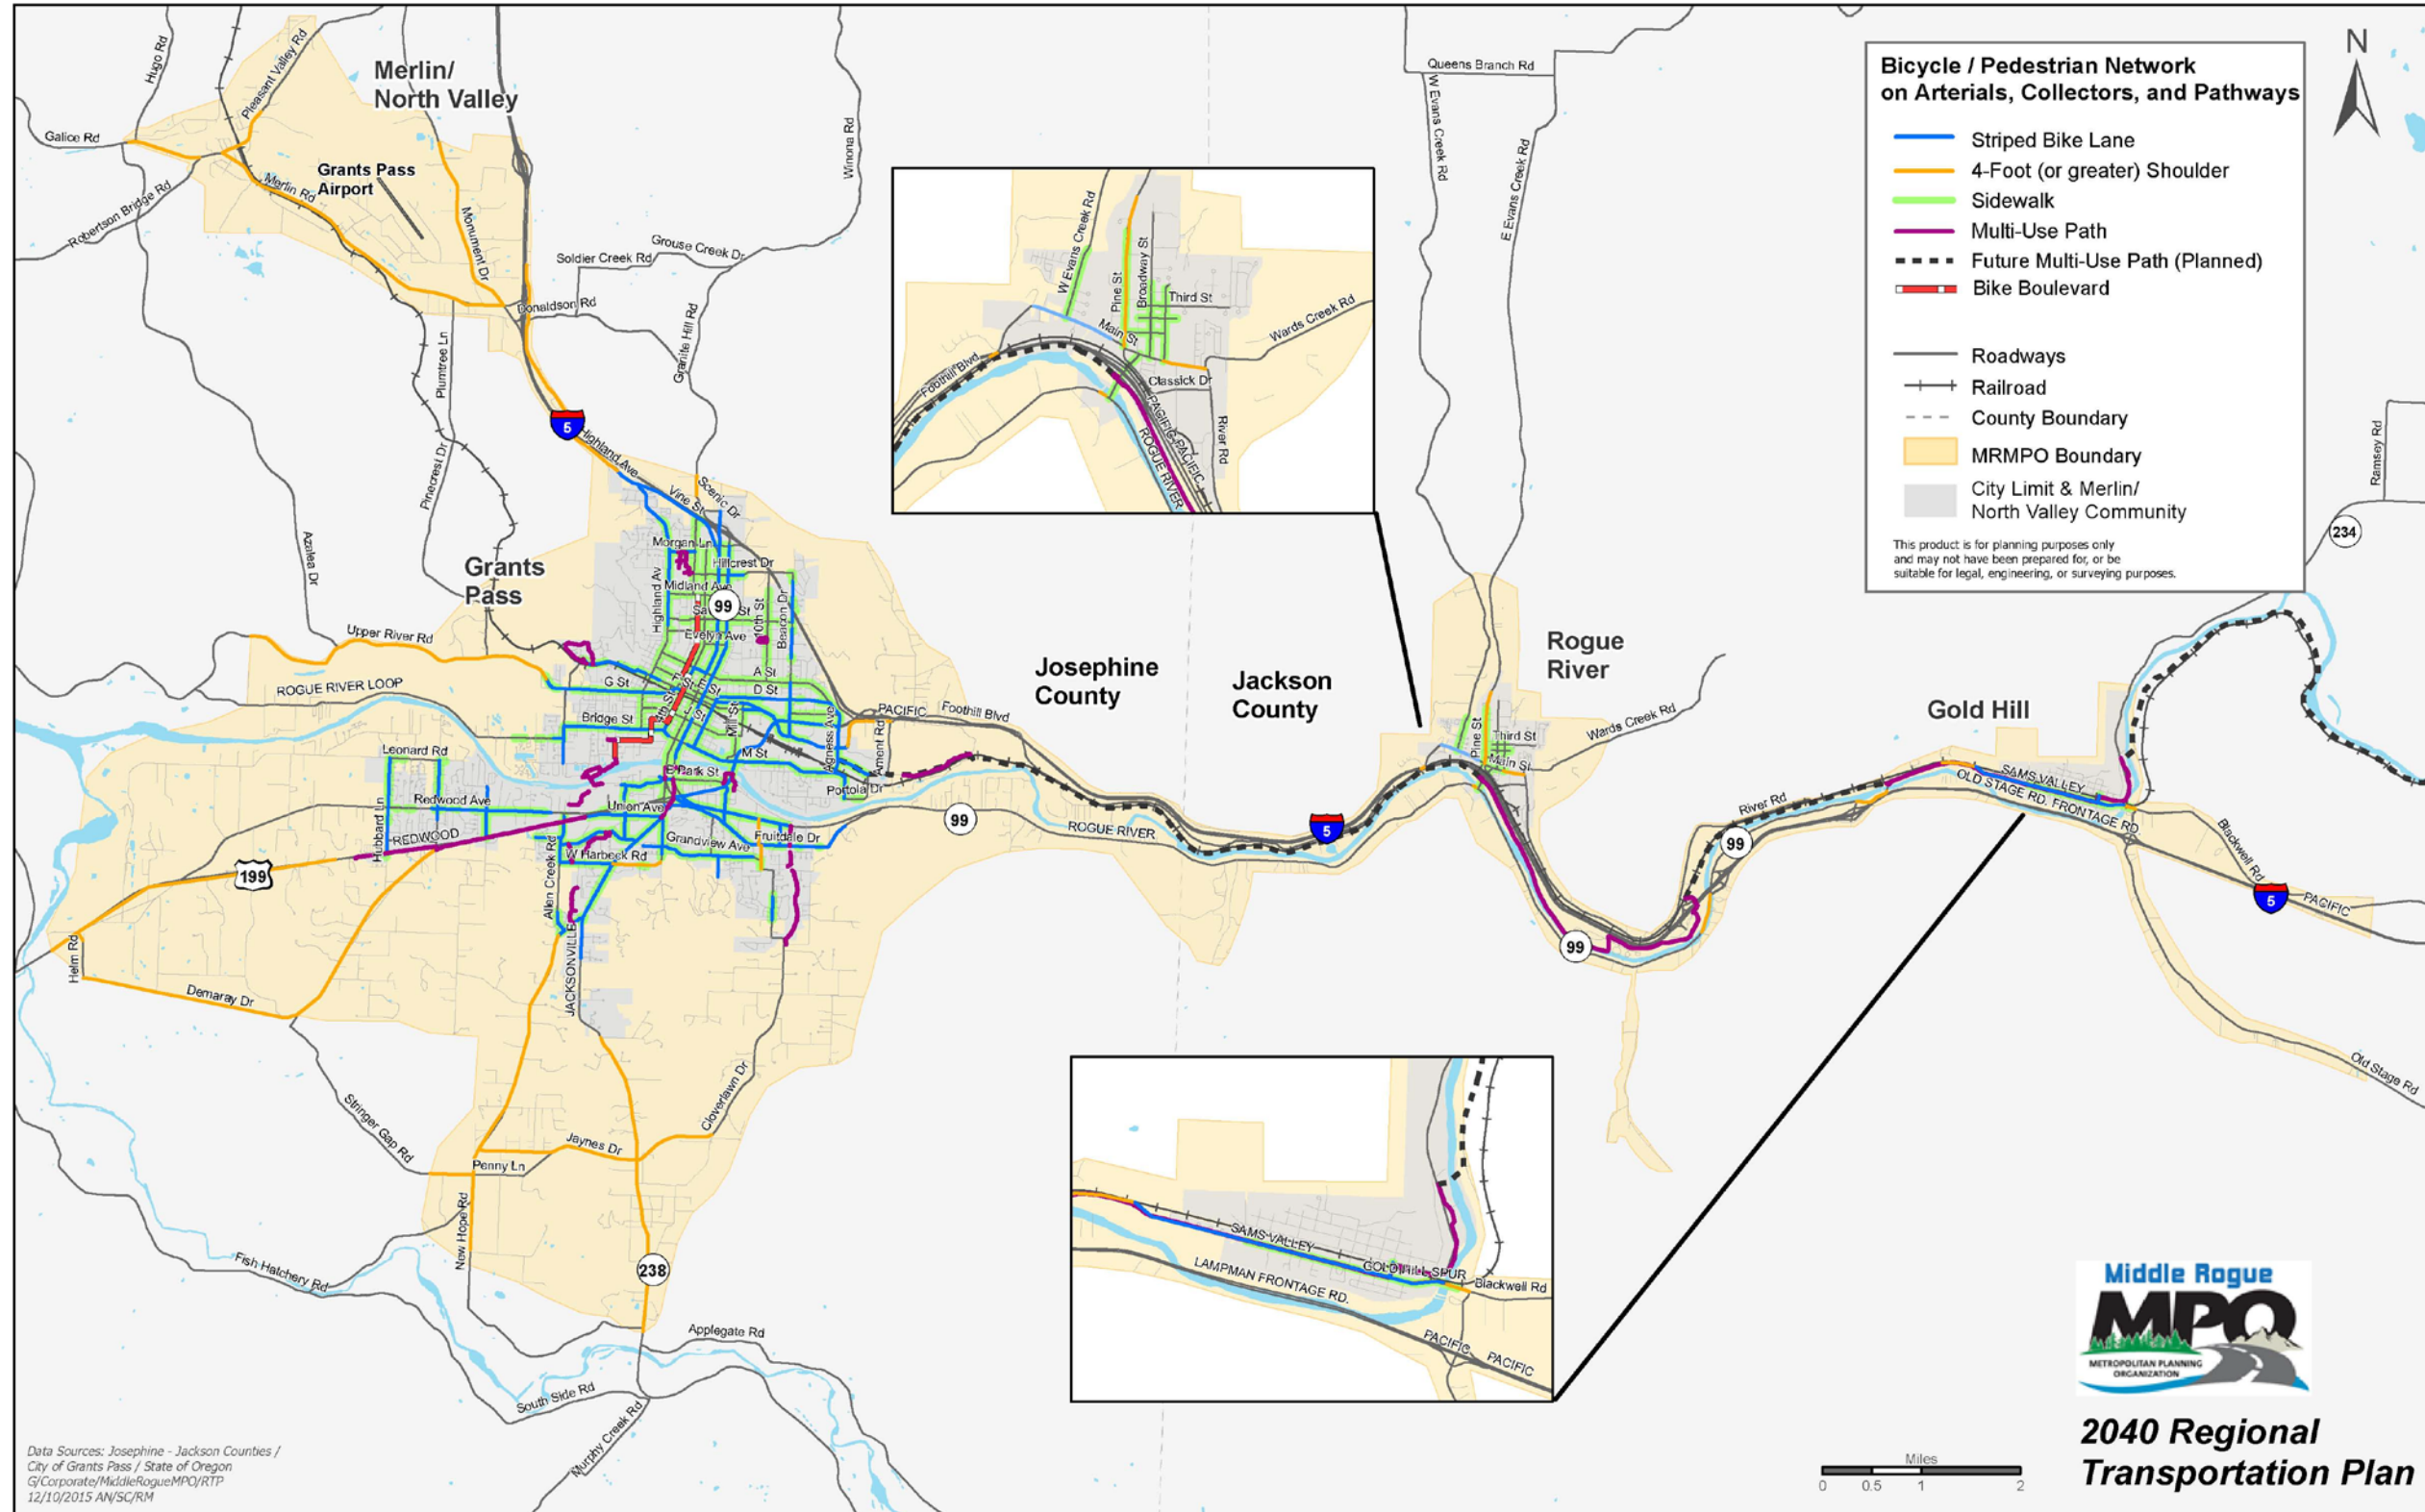 Merlin/
North Valley
Hugo Rd
Pleasant Valley Rd
Galice Rd
Robertson Bridge Rd
Merlin Rd
Grants Pass
Airport
Monument Dr
Winona Rd
Soldier Creek Rd
Grouse Creek Dr
Donaldson Rd
Granite Hill Rd
Plumtree Ln
Pinecrest Dr
5
Highland Ave
Vine St
Scenic Dr
Azalea Dr
Grants
Pass
Morgan Ln
Hillcrest Dr
Highland Av
Midland Ave
99
10th St
Beacon Dr
Evelyn Ave
Upper River Rd
A St
D St
G St
ROGUE RIVER LOOP
Bridge St
Mill St
Agness Ave
PACIFIC
Foothill Blvd
Ament Rd
M St
Leonard Rd
E Park St
Portola Dr
Redwood Ave
Union Ave
99
ROGUE RIVER
Hubbard Ln
REDWOOD
Grandview Ave
Fruitdale Dr
W Harbeck Rd
Allen Creek Rd
199
JACKSONVILLE
Helm Rd
Demaray Dr
Stringer Gap Rd
Cloverlawn Dr
Jaynes Dr
Penny Ln
New Hope Rd
Fish Hatchery Rd
238
Applegate Rd
South Side Rd
Murphy Creek Rd
Josephine
County
Jackson
County
5
Queens Branch Rd
W Evans Creek Rd
E Evans Creek Rd
W Evans Creek Rd
Pine St
Broadway St
Third St
Main St
Wards Creek Rd
Foothill Blvd
Classick Dr
PACIFIC
PACIFIC
ROGUE RIVER
River Rd
Rogue
River
Pine St
Third St
Main St
Wards Creek Rd
99
River Rd
99
Gold Hill
SAMS VALLEY
OLD STAGE RD. FRONTAGE RD
Blackwell Rd
5
PACIFIC
Old Stage Rd
234
Ramsey Rd
SAMS VALLEY
GOLD HILL SPUR
Blackwell Rd
LAMPMAN FRONTAGE RD.
PACIFIC
PACIFIC
N
Bicycle / Pedestrian Network
on Arterials, Collectors, and Pathways
Striped Bike Lane
4-Foot (or greater) Shoulder
Sidewalk
Multi-Use Path
Future Multi-Use Path (Planned)
Bike Boulevard
Roadways
Railroad
County Boundary
MRMPO Boundary
City Limit & Merlin/
North Valley Community
This product is for planning purposes only
and may not have been prepared for, or be
suitable for legal, engineering, or surveying purposes.
Middle Rogue
MPO
METROPOLITAN PLANNING
ORGANIZATION
2040 Regional
Transportation Plan
Miles
0 0.5 1 2
Data Sources: Josephine - Jackson Counties /
City of Grants Pass / State of Oregon
G/Corporate/MiddleRogueMPO/RTP
12/10/2015 AN/SC/RM